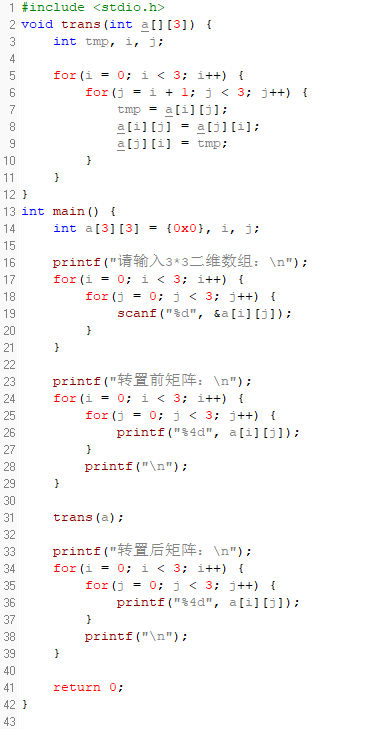 1 #include <stdio.h>
2 void trans(int a[][3]) {
3     int tmp, i, j;
4
5     for(i = 0; i < 3; i++) {
6         for(j = i + 1; j < 3; j++) {
7             tmp = a[i][j];
8             a[i][j] = a[j][i];
9             a[j][i] = tmp;
10         }
11     }
12 }
13 int main() {
14     int a[3][3] = {0x0}, i, j;
15
16     printf("请输入3*3二维数组：\n");
17     for(i = 0; i < 3; i++) {
18         for(j = 0; j < 3; j++) {
19             scanf("%d", &a[i][j]);
20         }
21     }
22
23     printf("转置前矩阵：\n");
24     for(i = 0; i < 3; i++) {
25         for(j = 0; j < 3; j++) {
26             printf("%4d", a[i][j]);
27         }
28         printf("\n");
29     }
30
31     trans(a);
32
33     printf("转置后矩阵：\n");
34     for(i = 0; i < 3; i++) {
35         for(j = 0; j < 3; j++) {
36             printf("%4d", a[i][j]);
37         }
38         printf("\n");
39     }
40
41     return 0;
42 }
43